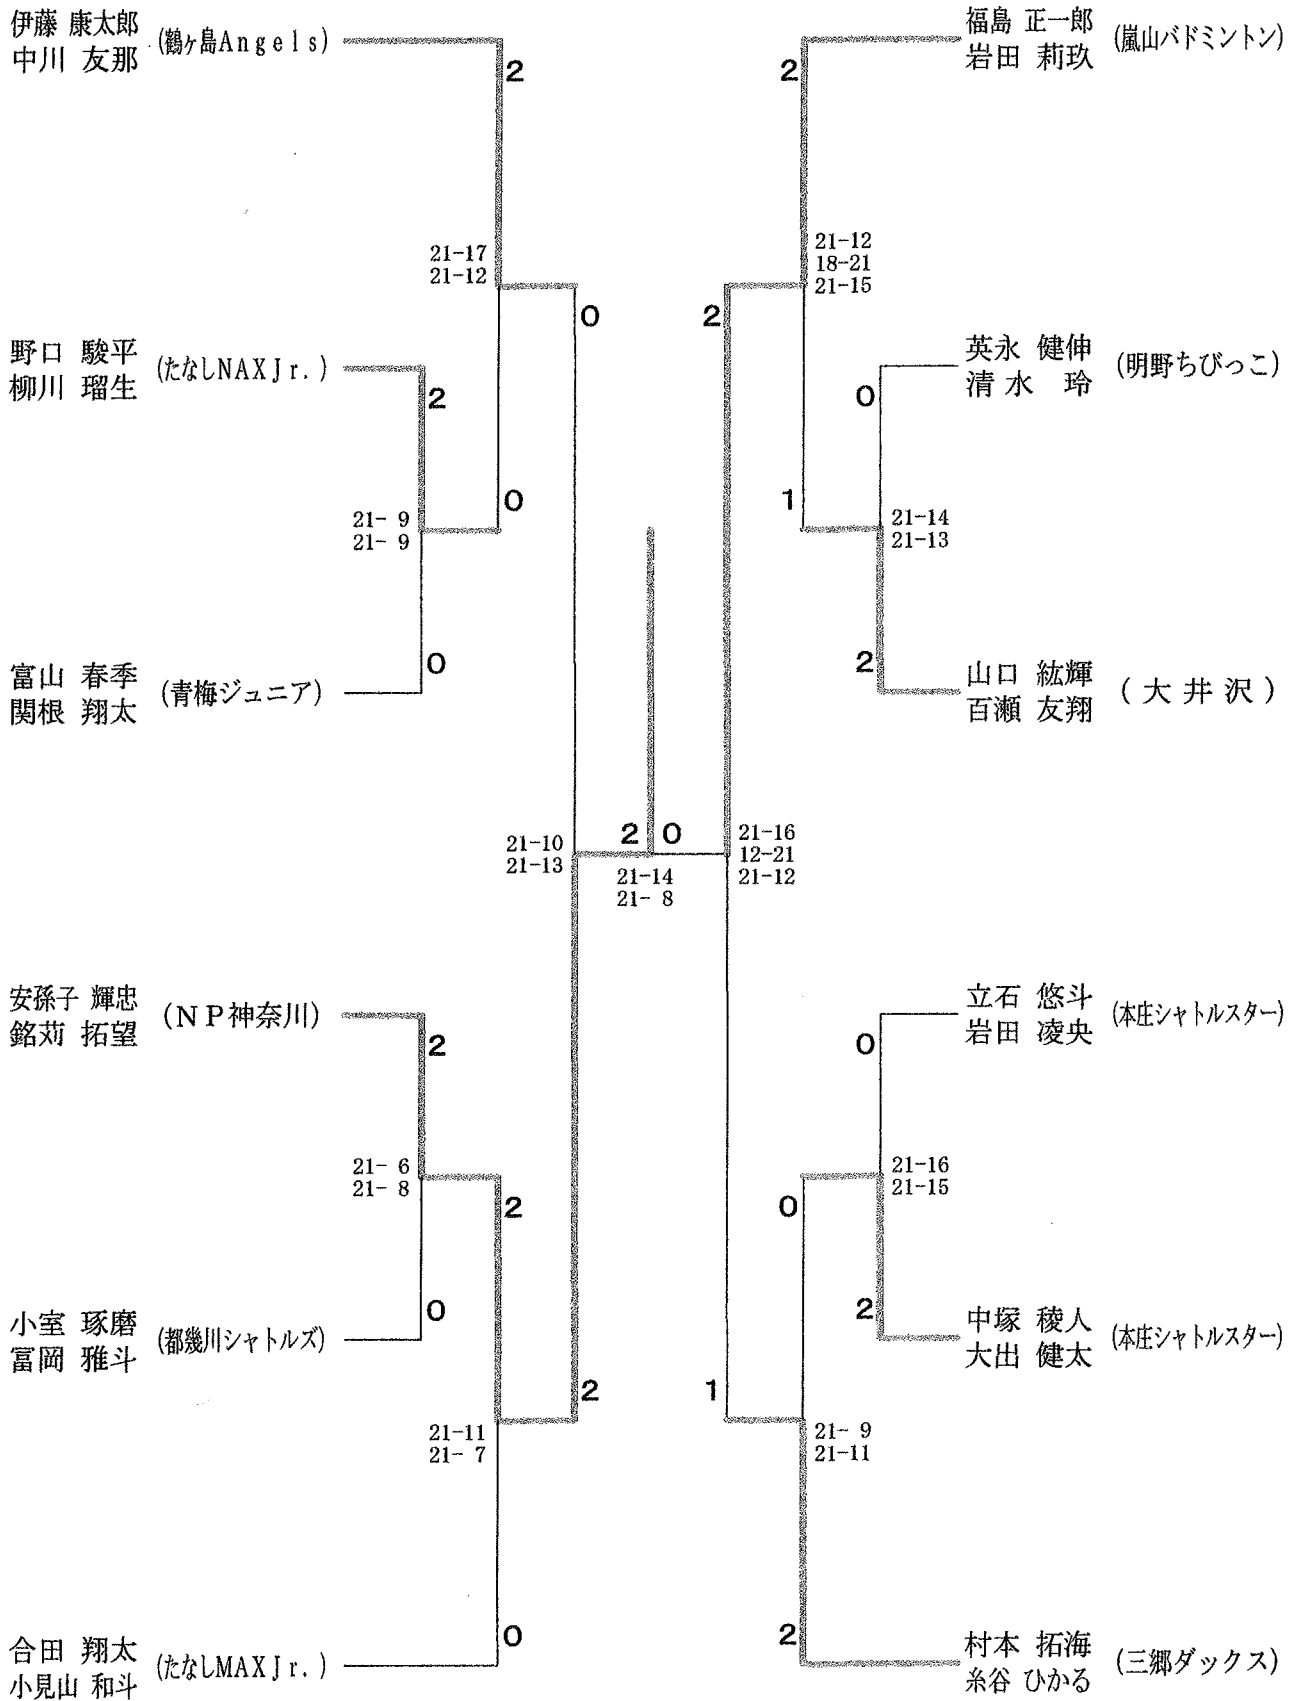 伊藤 康太郎
中川 友那
(鶴ヶ島Angels)
2
21-17
21-12
0
野口 駿平
柳川 瑠生
(たなしNAXJr.)
2
0
21- 9
21- 9
富山 春季
関根 翔太
(青梅ジュニア)
0
21-10
21-13
2 0
21-14
21- 8
安孫子 輝忠
銘苅 拓望
(NP神奈川)
2
21- 6
21- 8
2
小室 琢磨
冨岡 雅斗
(都幾川シャトルズ)
0
2
21-11
21- 7
合田 翔太
小見山 和斗
(たなしMAXJr.)
0
福島 正一郎
岩田 莉玖
(嵐山バドミントン)
2
21-12
18-21
21-15
2
英永 健伸
清水 玲
(明野ちびっこ)
0
1
21-14
21-13
山口 紘輝
百瀬 友翔
(大井沢)
2
21-16
12-21
21-12
立石 悠斗
岩田 凌央
(本庄シャトルスター)
0
21-16
21-15
0
中塚 稜人
大出 健太
(本庄シャトルスター)
2
1
21- 9
21-11
村本 拓海
糸谷 ひかる
(三郷ダックス)
2